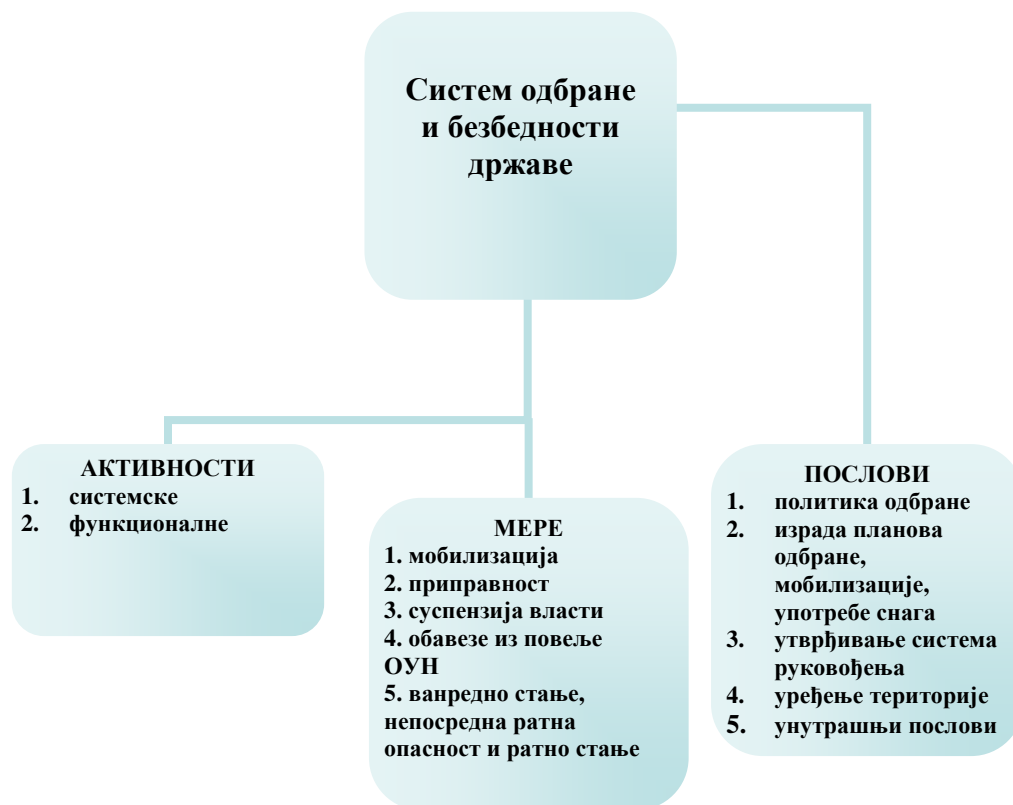 Систем одбране
и безбедности
државе
АКТИВНОСТИ
1. системске
2. функционалне
МЕРЕ
1. мобилизација
2. приправност
3. суспензија власти
4. обавезе из повеље
ОУН
5. ванредно стање,
непосредна ратна
опасност и ратно стање
ПОСЛОВИ
1. политика одбране
2. израда планова
одбране,
мобилизације,
употребе снага
3. утврђивање система
руковођења
4. уређење територије
5. унутрашњи послови